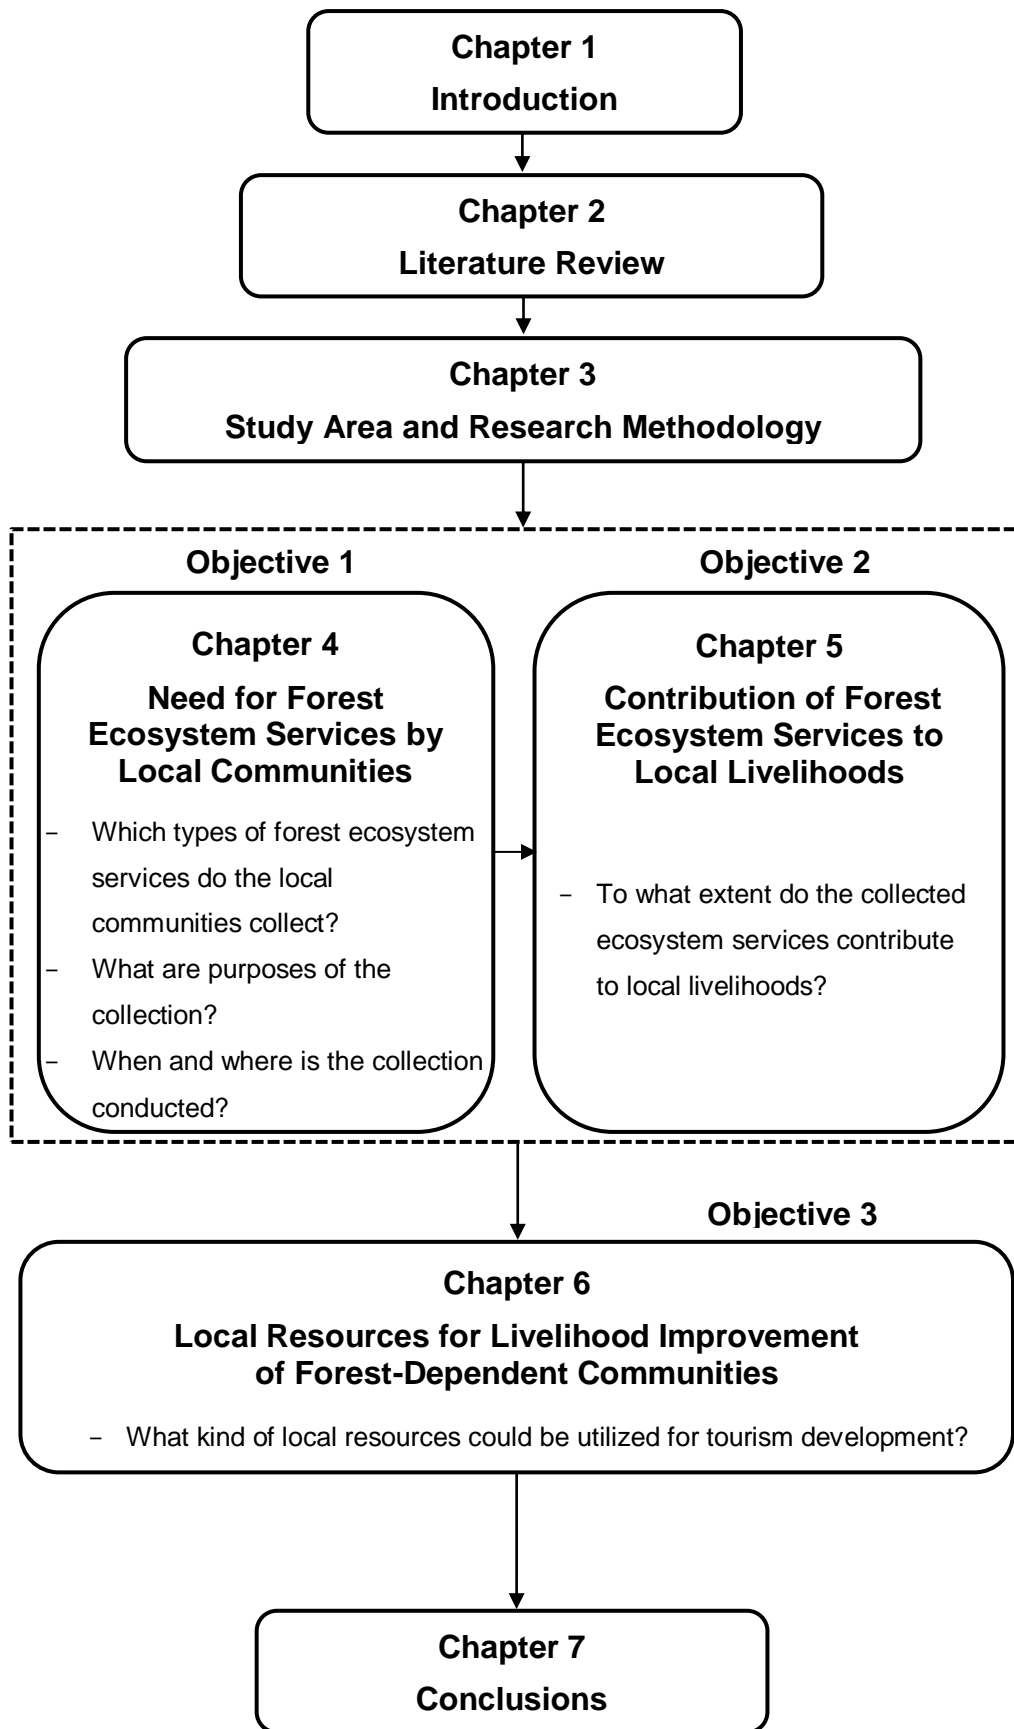 Chapter 1
Introduction
Chapter 2
Literature Review
Chapter 3
Study Area and Research Methodology
Objective 1
Chapter 4
Need for Forest
Ecosystem Services by
Local Communities
– Which types of forest ecosystem
services do the local
communities collect?
– What are purposes of the
collection?
– When and where is the collection
conducted?
Objective 2
Chapter 5
Contribution of Forest
Ecosystem Services to
Local Livelihoods
– To what extent do the collected
ecosystem services contribute
to local livelihoods?
Objective 3
Chapter 6
Local Resources for Livelihood Improvement
of Forest-Dependent Communities
– What kind of local resources could be utilized for tourism development?
Chapter 7
Conclusions